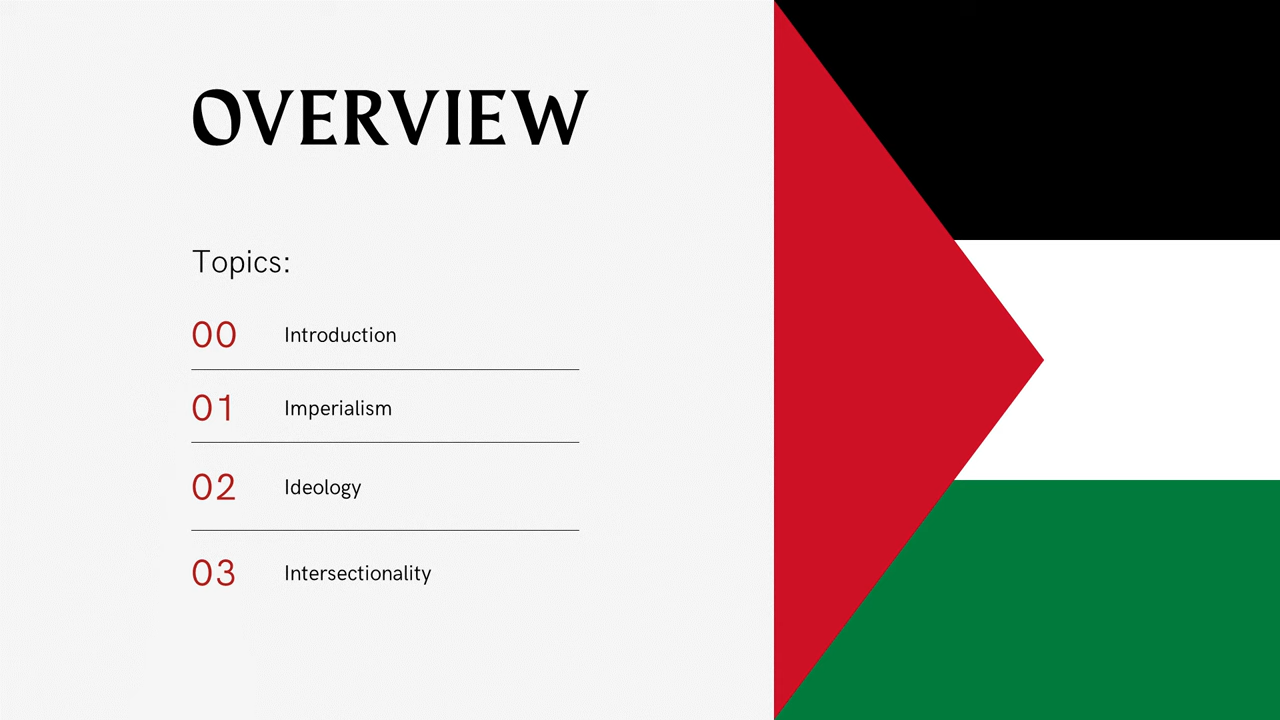 OVERVIEW
Topics:
00 Introduction
01 Imperialism
02 Ideology
03 Intersectionality